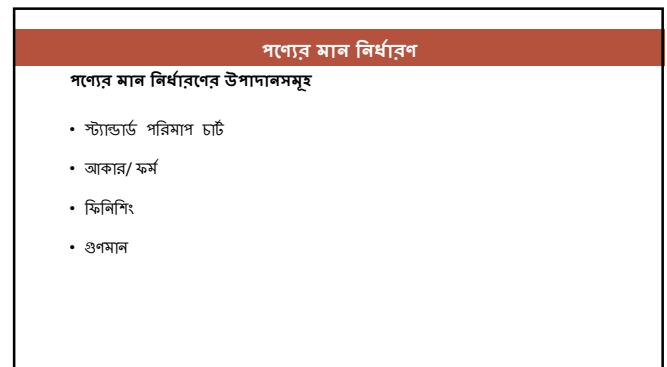 পণ্যের মান নির্ধারণ
পণ্যের মান নির্ধারণের উপাদানসমূহ
• স্ট্যান্ডার্ড পরিমাপ চার্ট
• আকার/ ফর্ম
• ফিনিশিং
• গুণমান